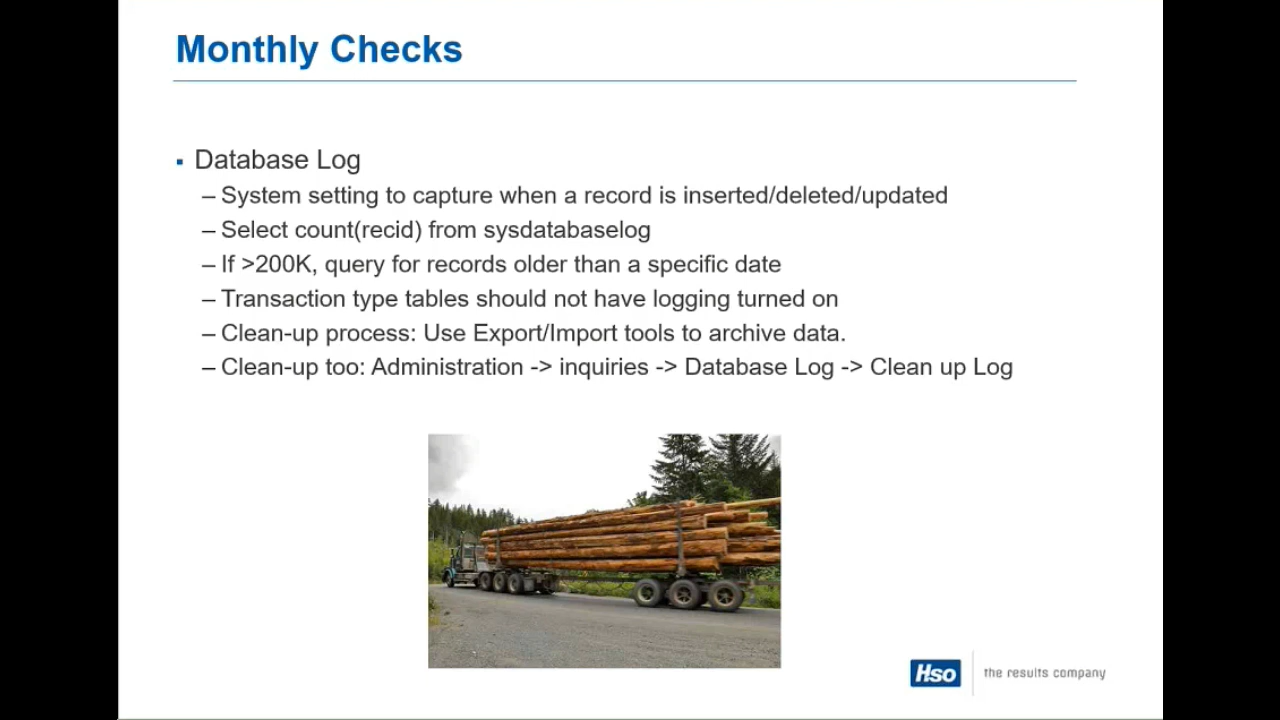 Monthly Checks
▪ Database Log
– System setting to capture when a record is inserted/deleted/updated
– Select count(recid) from sysdatabaselog
– If >200K, query for records older than a specific date
– Transaction type tables should not have logging turned on
– Clean-up process: Use Export/Import tools to archive data.
– Clean-up too: Administration -> inquiries -> Database Log -> Clean up Log
Hso the results company